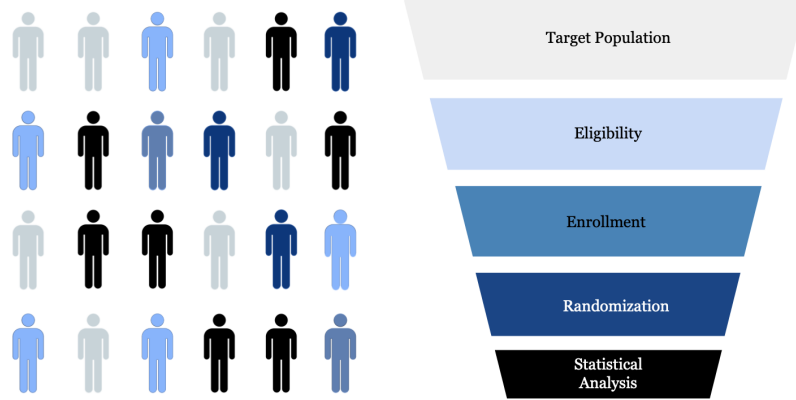 Target Population
Eligibility
Enrollment
Randomization
Statistical
Analysis